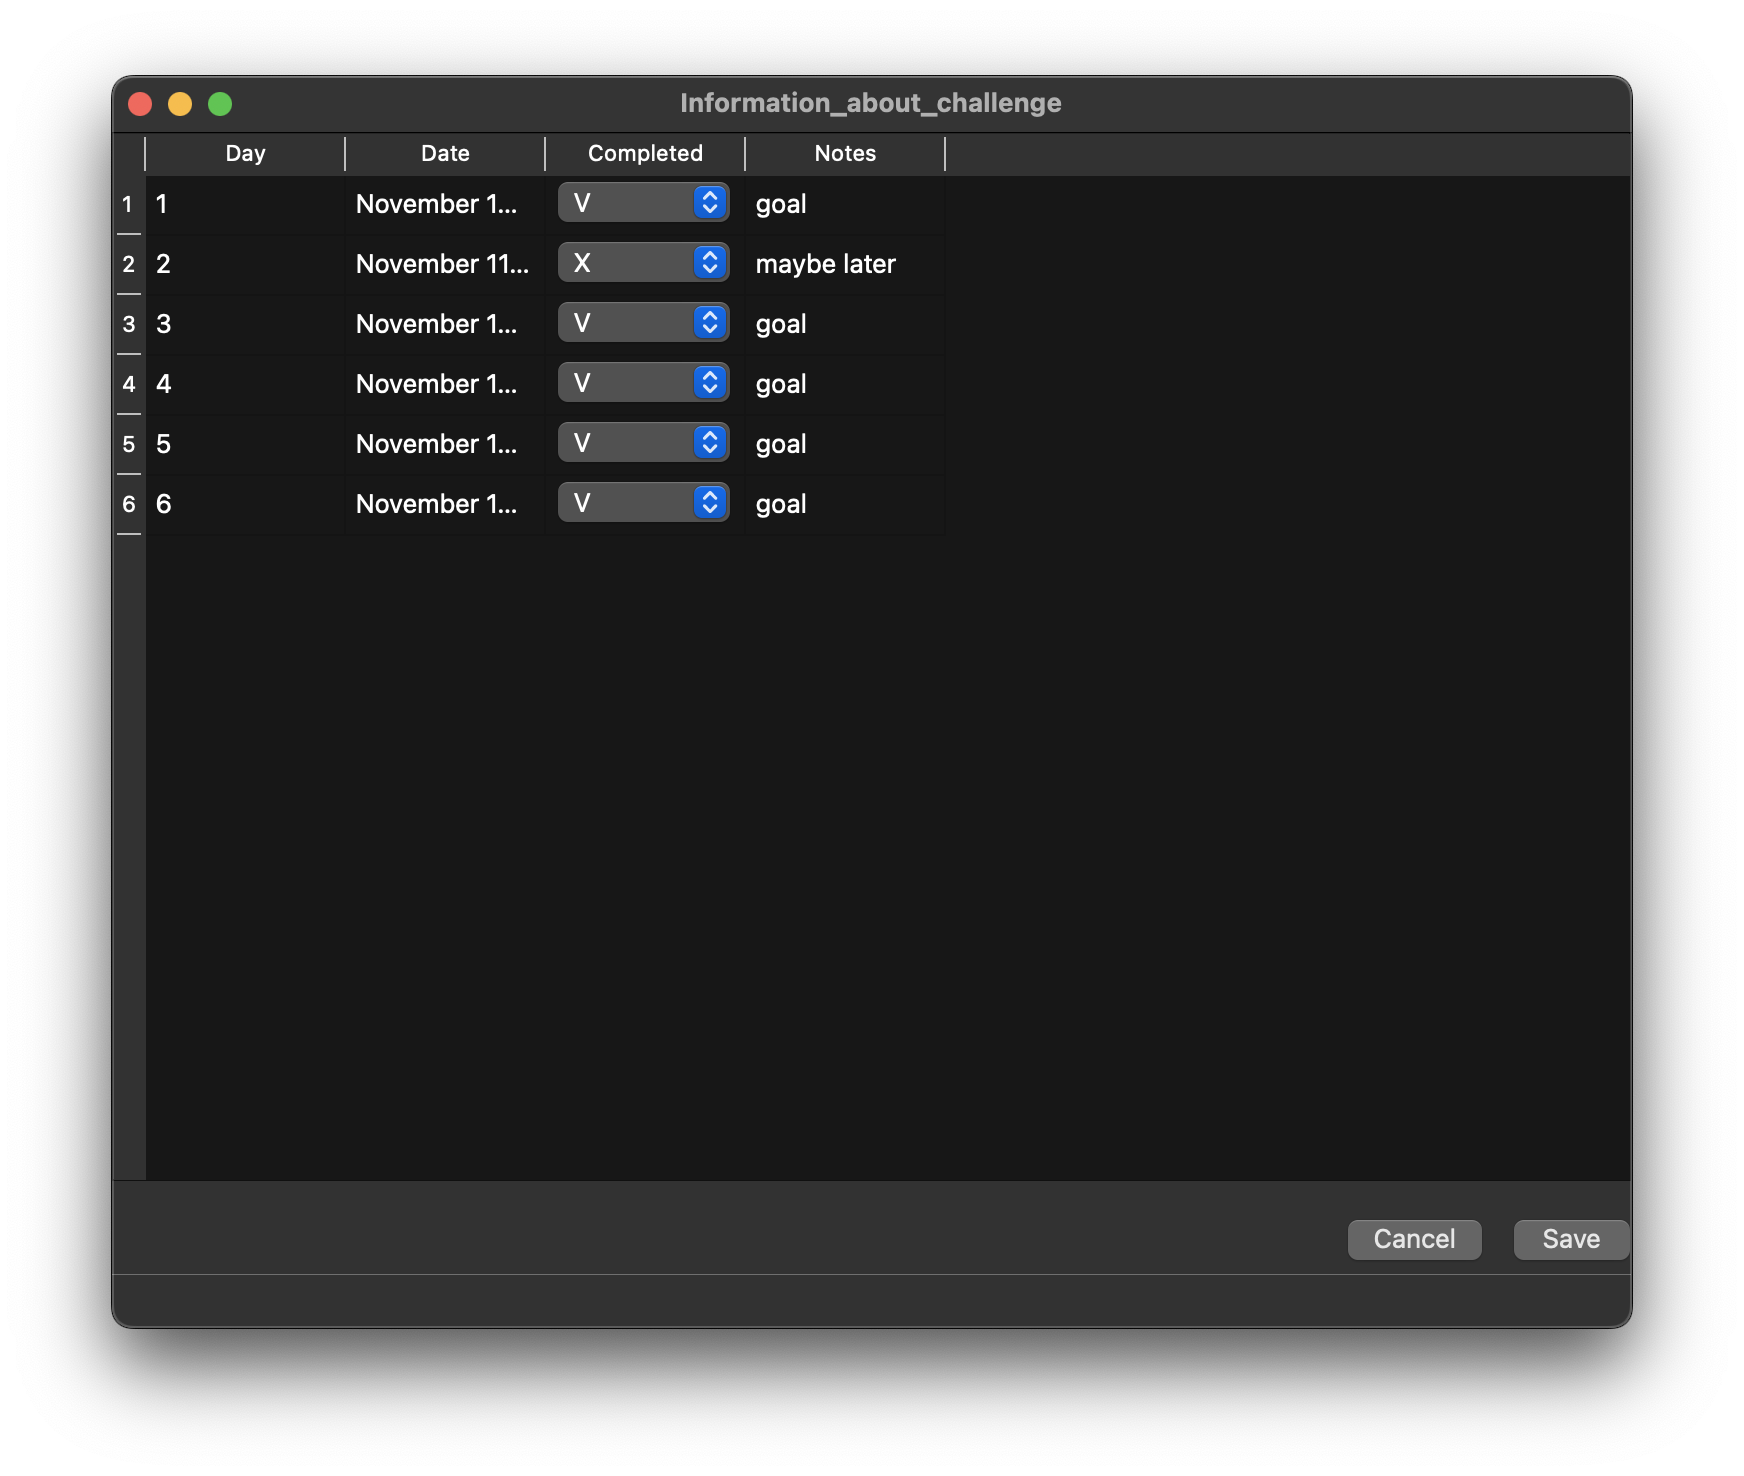 Information_about_challenge
Day Date Completed Notes
1 1 November 1... V goal
2 2 November 11... X maybe later
3 3 November 1... V goal
4 4 November 1... V goal
5 5 November 1... V goal
6 6 November 1... V goal
Cancel Save